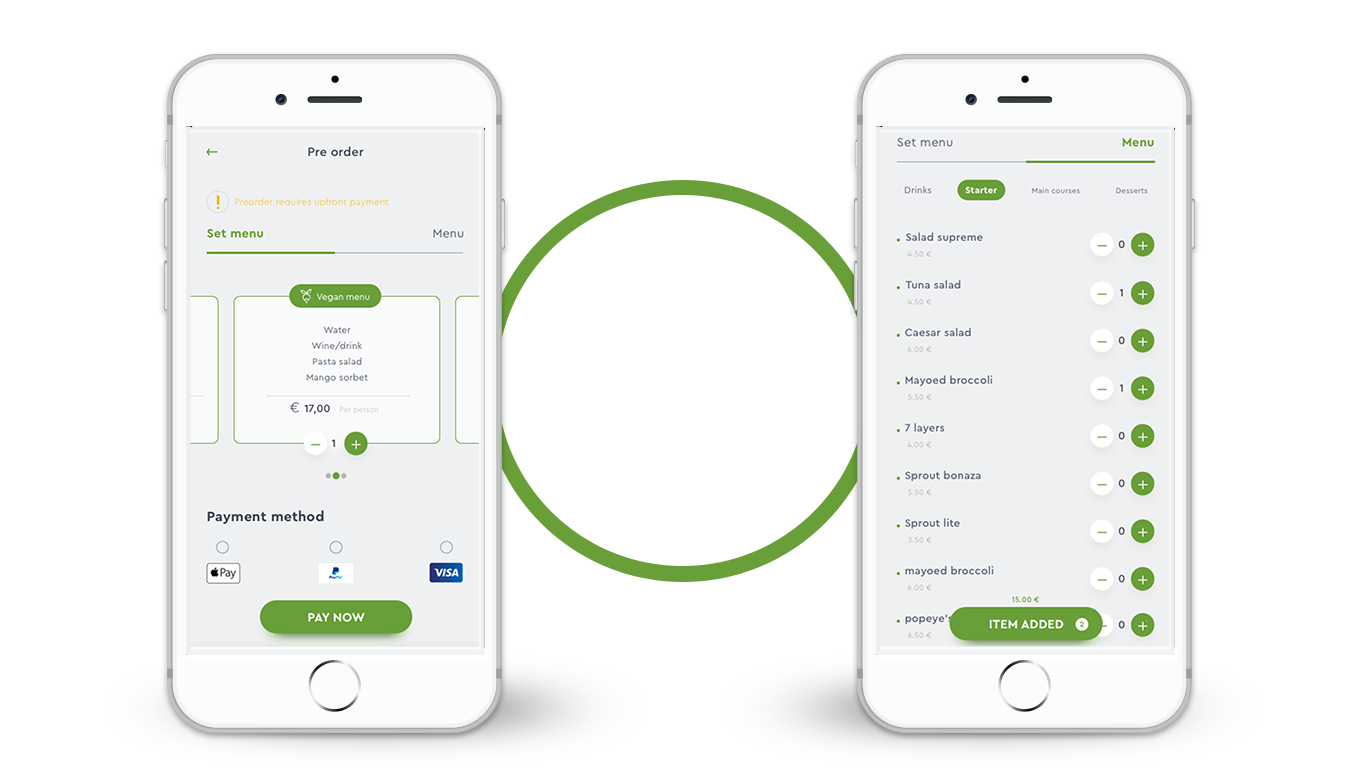 Pre order
Preorder requires upfront payment
Set menu Menu
Vegan menu
Water
Wine/drink
Pasta salad
Mango sorbet
€ 17,00 Per person
1
Payment method
Pay PayPal VISA
PAY NOW
Set menu Menu
Drinks Starter Main courses Desserts
Salad supreme 0
4.50 €
Tuna salad 1
4.50 €
Caesar salad 0
6.00 €
Mayoed broccoli 1
5.50 €
7 layers 0
4.00 €
Sprout bonaza 0
5.50 €
Sprout lite 0
3.50 €
mayoed broccoli 0
6.00 €
15.00 €
popeye's 0
6.50 €
ITEM ADDED 2